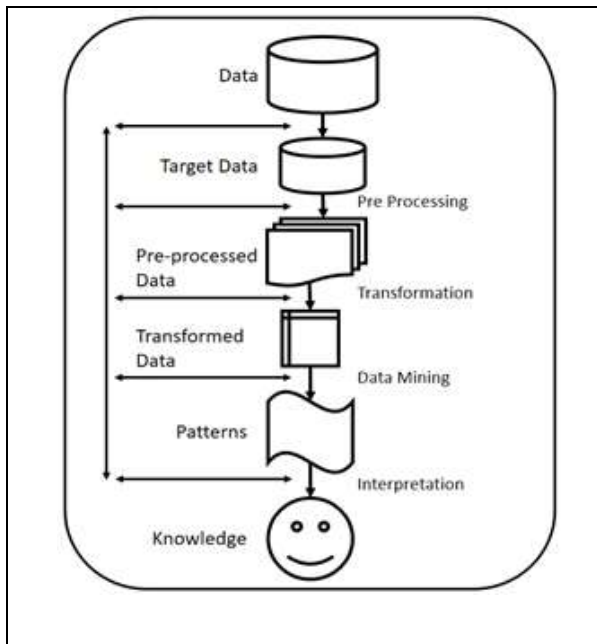 Data
Target Data
Pre Processing
Pre-processed
Data
Transformation
Transformed
Data
Data Mining
Patterns
Interpretation
Knowledge